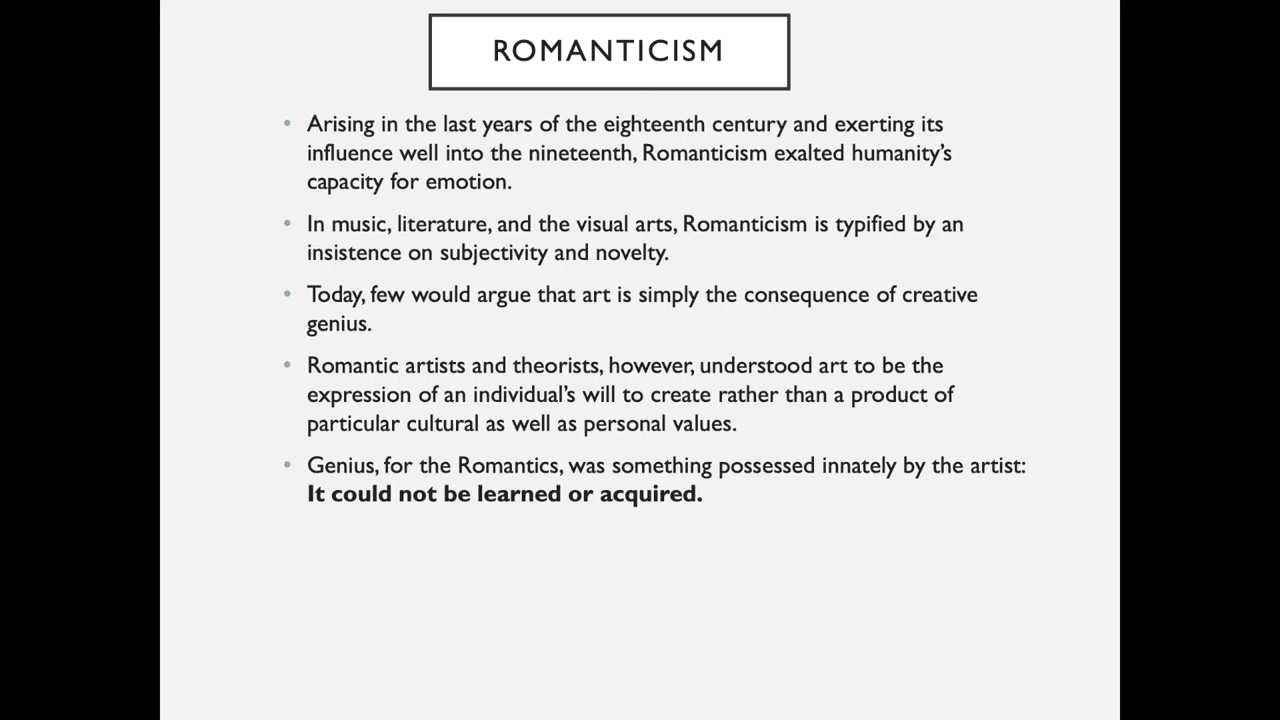 ROMANTICISM
• Arising in the last years of the eighteenth century and exerting its
influence well into the nineteenth, Romanticism exalted humanity's
capacity for emotion.
• In music, literature, and the visual arts, Romanticism is typified by an
insistence on subjectivity and novelty.
• Today, few would argue that art is simply the consequence of creative
genius.
• Romantic artists and theorists, however, understood art to be the
expression of an individual's will to create rather than a product of
particular cultural as well as personal values.
• Genius, for the Romantics, was something possessed innately by the artist:
It could not be learned or acquired.